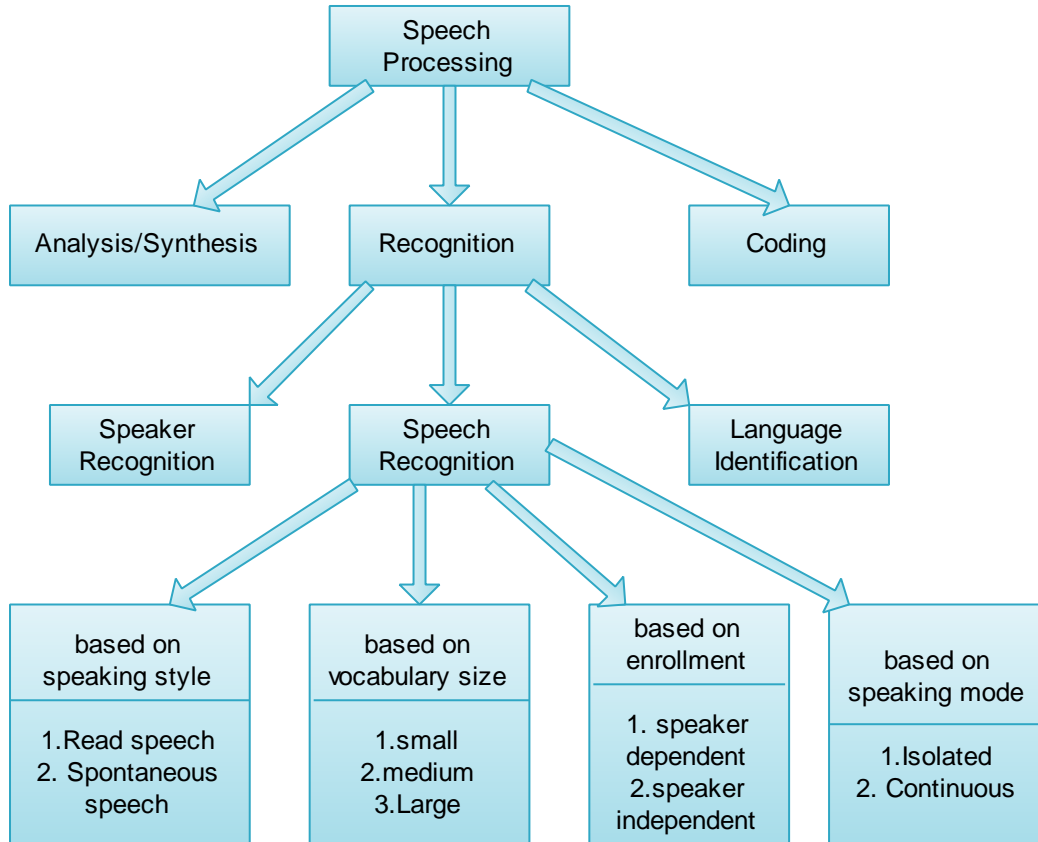 Speech
Processing
Analysis/Synthesis
Recognition
Coding
Speaker
Recognition
Speech
Recognition
Language
Identification
based on
speaking style
1.Read speech
2. Spontaneous
speech
based on
vocabulary size
1.small
2.medium
3.Large
based on
enrollment
1. speaker
dependent
2.speaker
independent
based on
speaking mode
1.Isolated
2. Continuous